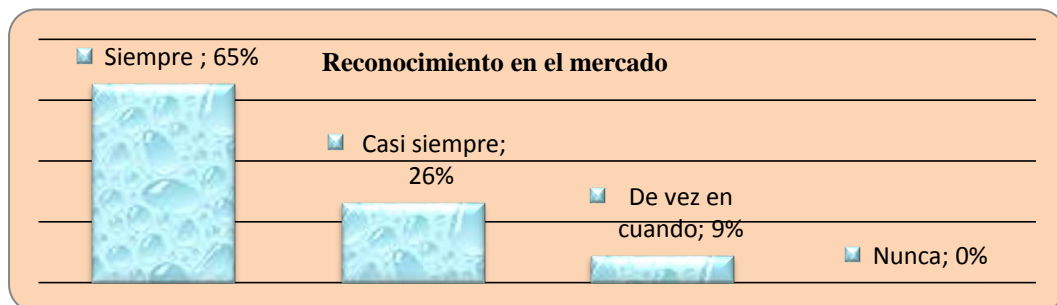 Reconocimiento en el mercado
Siempre ; 65%
Casi siempre;
26%
De vez en
cuando; 9%
Nunca; 0%